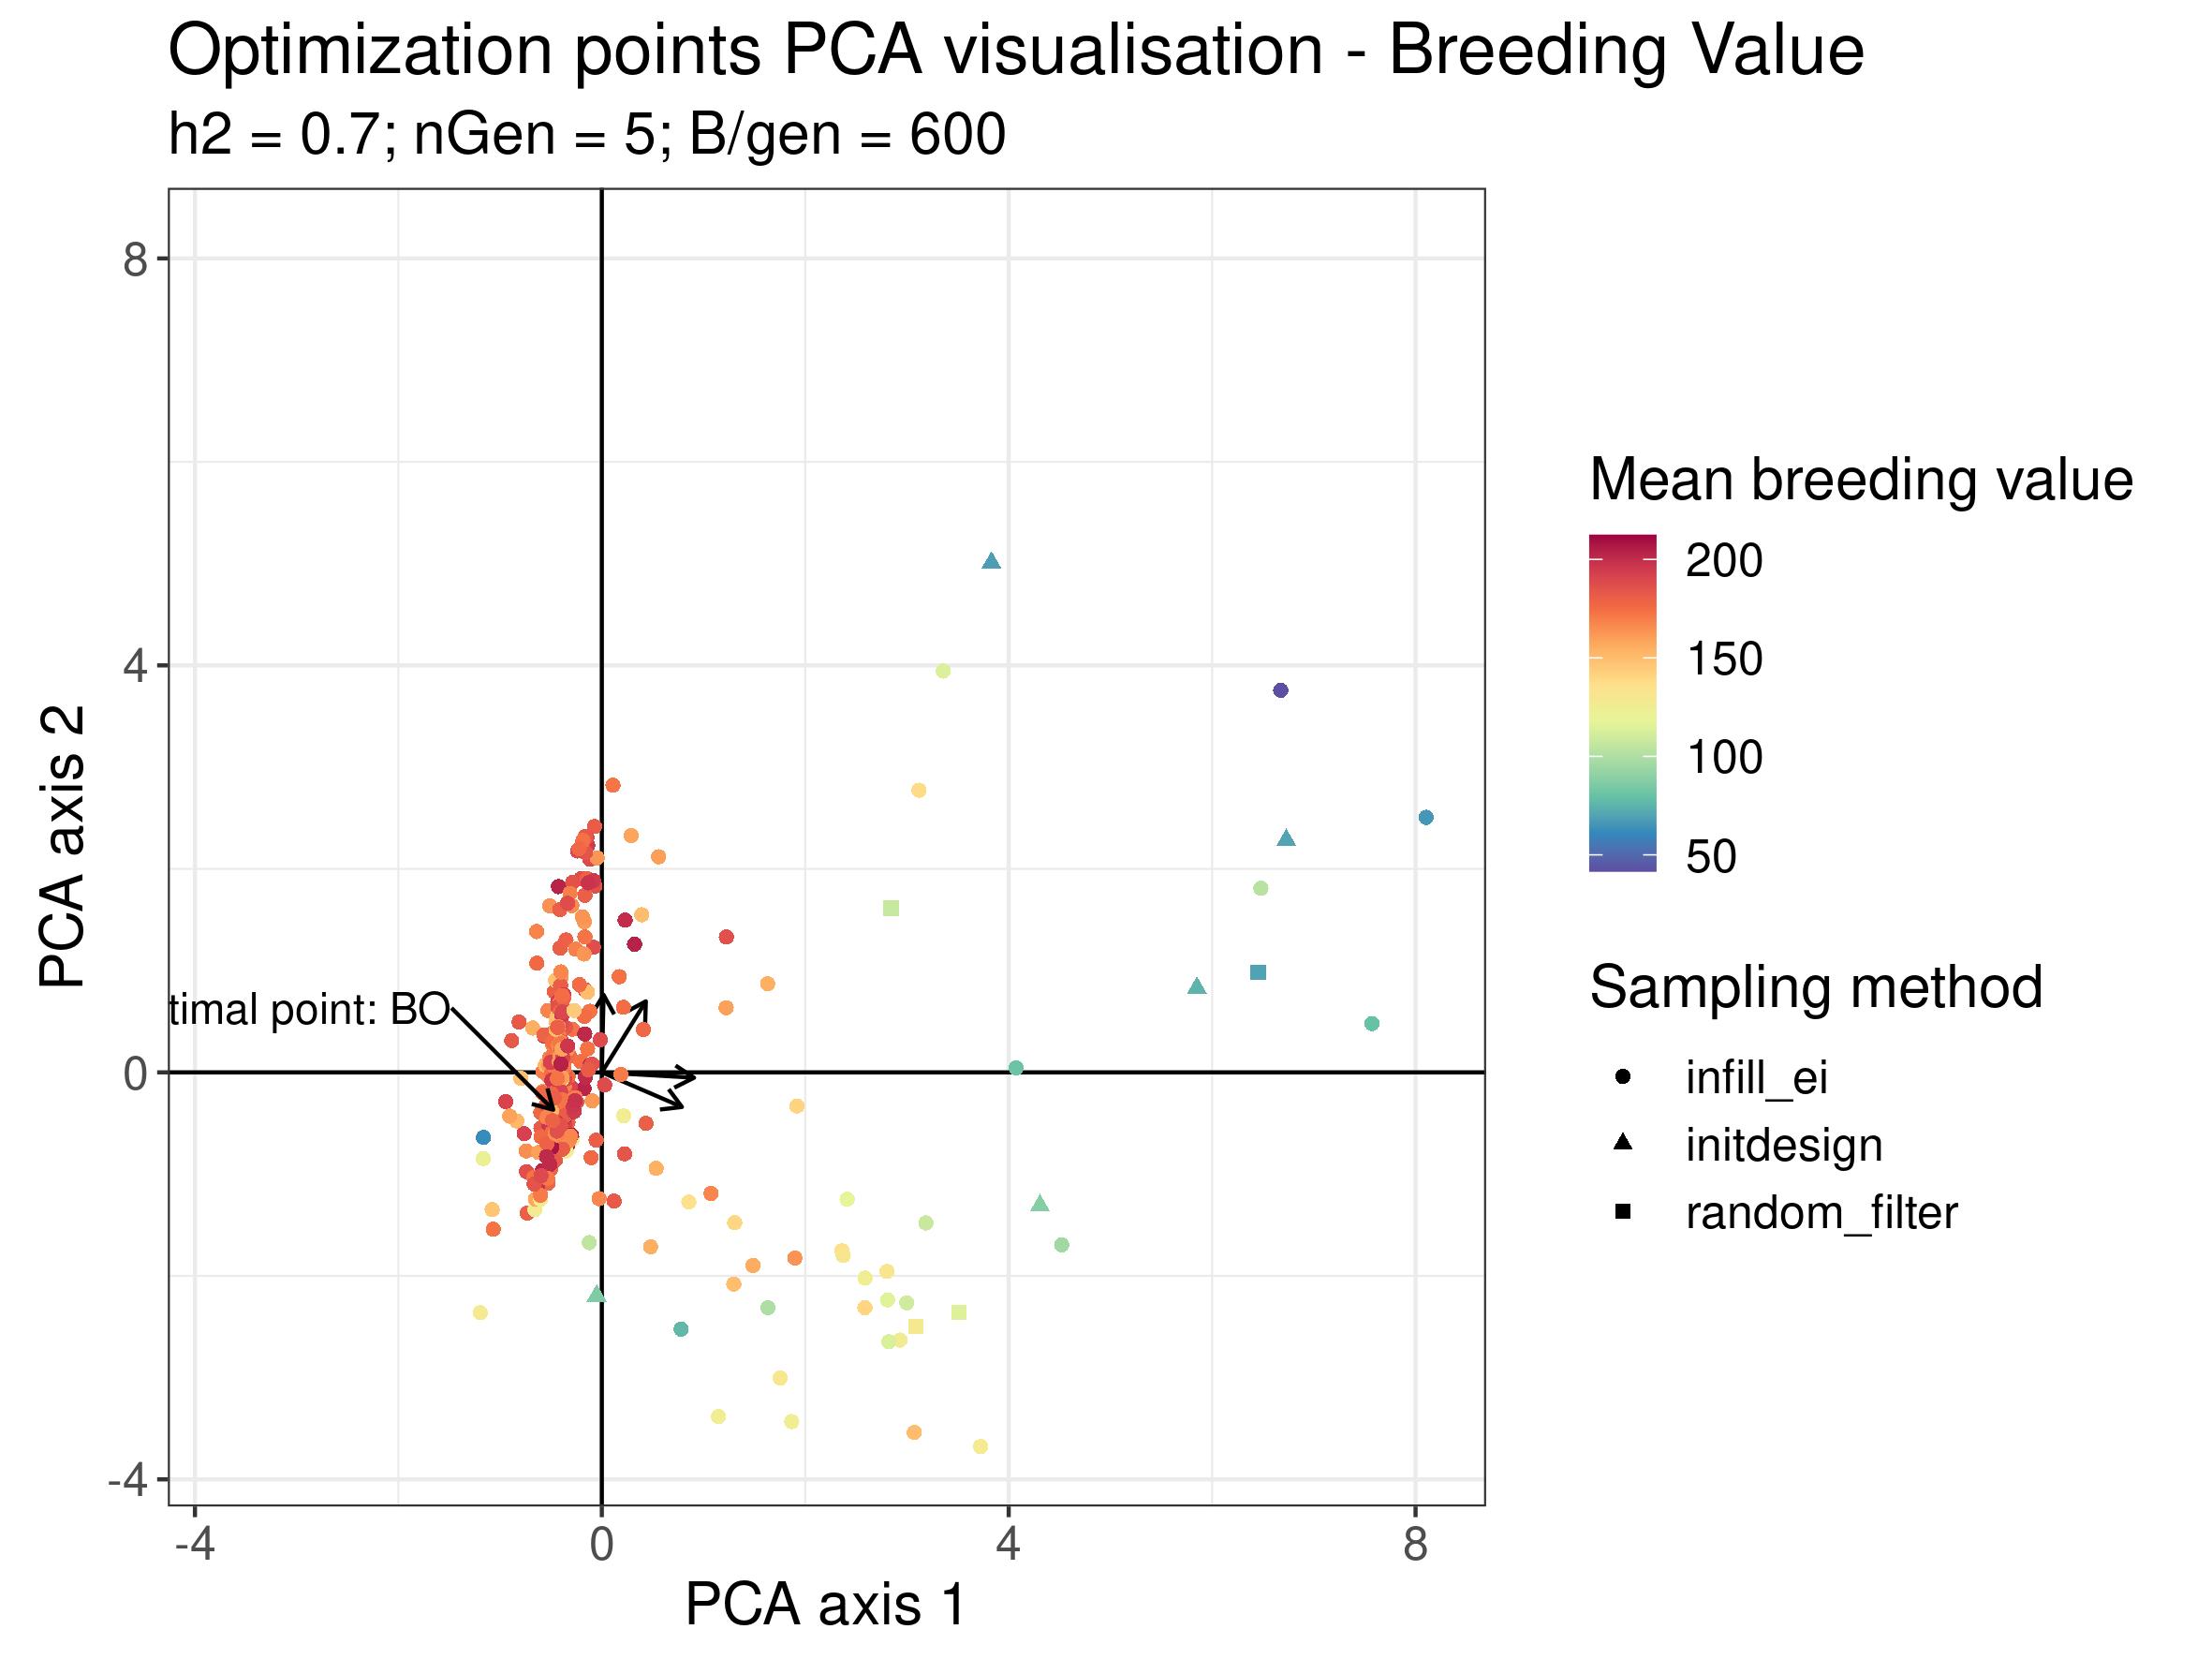 Optimization points PCA visualisation - Breeding Value
h2 = 0.7; nGen = 5; B/gen = 600
PCA axis 2
8
4
0
-4
timal point: BO
-4
0
4
8
PCA axis 1
Mean breeding value
200
150
100
50
Sampling method
infill_ei
initdesign
random_filter